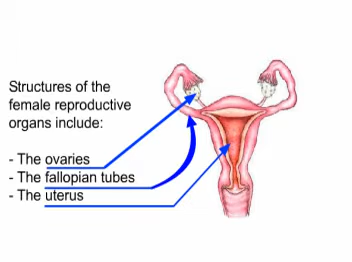 Structures of the
female reproductive
organs include:
- The ovaries
- The fallopian tubes
- The uterus